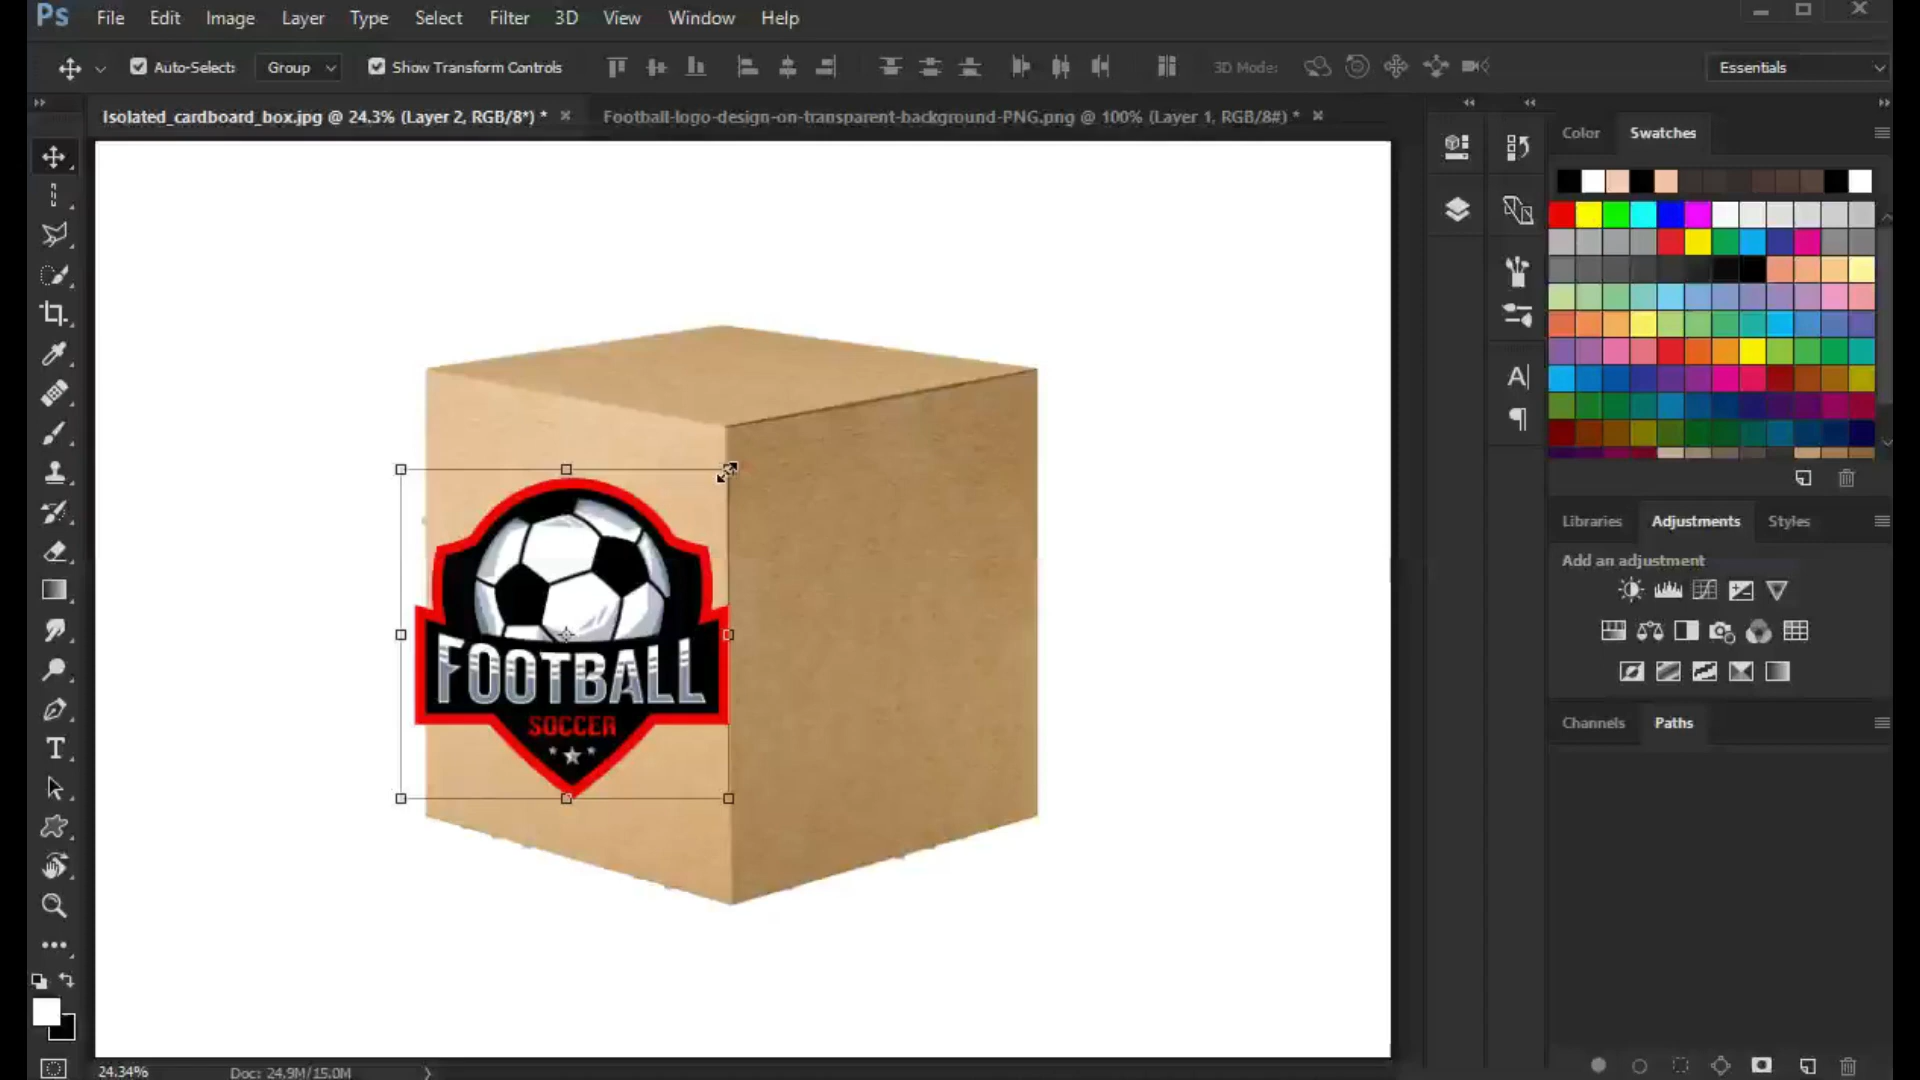 Ps File Edit Image Layer Type Select Filter 3D View Window Help
Auto-Select: Group Show Transform Controls 3D Mode: Essentials
Isolated_cardboard_box.jpg @ 24.3% (Layer 2, RGB/8*) * Football-logo-design-on-transparent-background-PNG.png @ 100% (Layer 1, RGB/8#) *
Color Swatches
FOOTBALL
SOCCER
Libraries Adjustments Styles
Add an adjustment
Channels Paths
24.34% Doc: 24.9M/15.0M